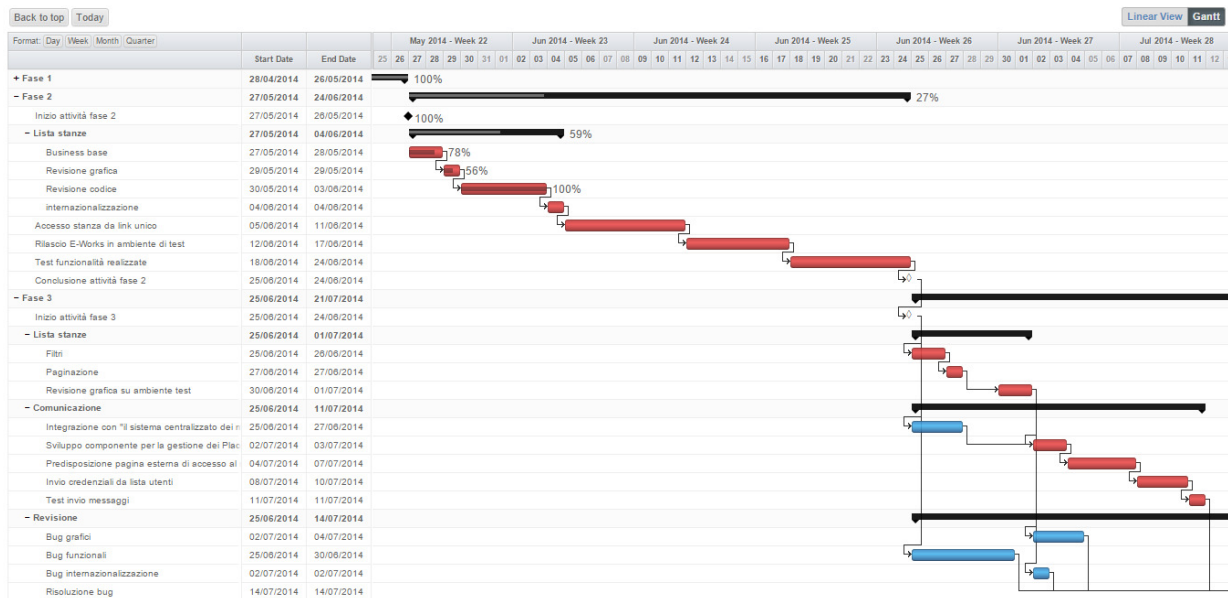 Back to top Today Linear View Gantt
Format: Day Week Month Quarter May 2014 - Week 22 Jun 2014 - Week 23 Jun 2014 - Week 24 Jun 2014 - Week 25 Jun 2014 - Week 26 Jun 2014 - Week 27 Jul 2014 - Week 28
Start Date End Date 25 26 27 28 29 30 31 01 02 03 04 05 06 07 08 09 10 11 12 13 14 15 16 17 18 19 20 21 22 23 24 25 26 27 28 29 30 01 02 03 04 05 06 07 08 09 10 11 12
+ Fase 1 28/04/2014 26/05/2014 100%
- Fase 2 27/05/2014 24/06/2014 27%
Inizio attività fase 2 27/05/2014 26/05/2014 100%
- Lista stanze 27/05/2014 04/06/2014 59%
Business base 27/05/2014 28/05/2014 78%
Revisione grafica 29/05/2014 29/05/2014 56%
Revisione codice 30/05/2014 03/06/2014 100%
internazionalizzazione 04/06/2014 04/06/2014
Accesso stanza da link unico 05/06/2014 11/06/2014
Rilascio E-Works in ambiente di test 12/06/2014 17/06/2014
Test funzionalità realizzate 18/06/2014 24/06/2014
Conclusione attività fase 2 25/06/2014 24/06/2014
- Fase 3 25/06/2014 21/07/2014
Inizio attività fase 3 25/06/2014 24/06/2014
- Lista stanze 25/06/2014 01/07/2014
Filtri 25/06/2014 26/06/2014
Paginazione 27/06/2014 27/06/2014
Revisione grafica su ambiente test 30/06/2014 01/07/2014
- Comunicazione 25/06/2014 11/07/2014
Integrazione con "il sistema centralizzato dei 25/06/2014 27/06/2014
Sviluppo componente per la gestione dei Plac 02/07/2014 03/07/2014
Predisposizione pagina esterna di accesso al 04/07/2014 07/07/2014
Invio credenziali da lista utenti 08/07/2014 10/07/2014
Test invio messaggi 11/07/2014 11/07/2014
- Revisione 25/06/2014 14/07/2014
Bug grafici 02/07/2014 04/07/2014
Bug funzionali 25/06/2014 30/06/2014
Bug internazionalizzazione 02/07/2014 02/07/2014
Risoluzione bug 14/07/2014 14/07/2014